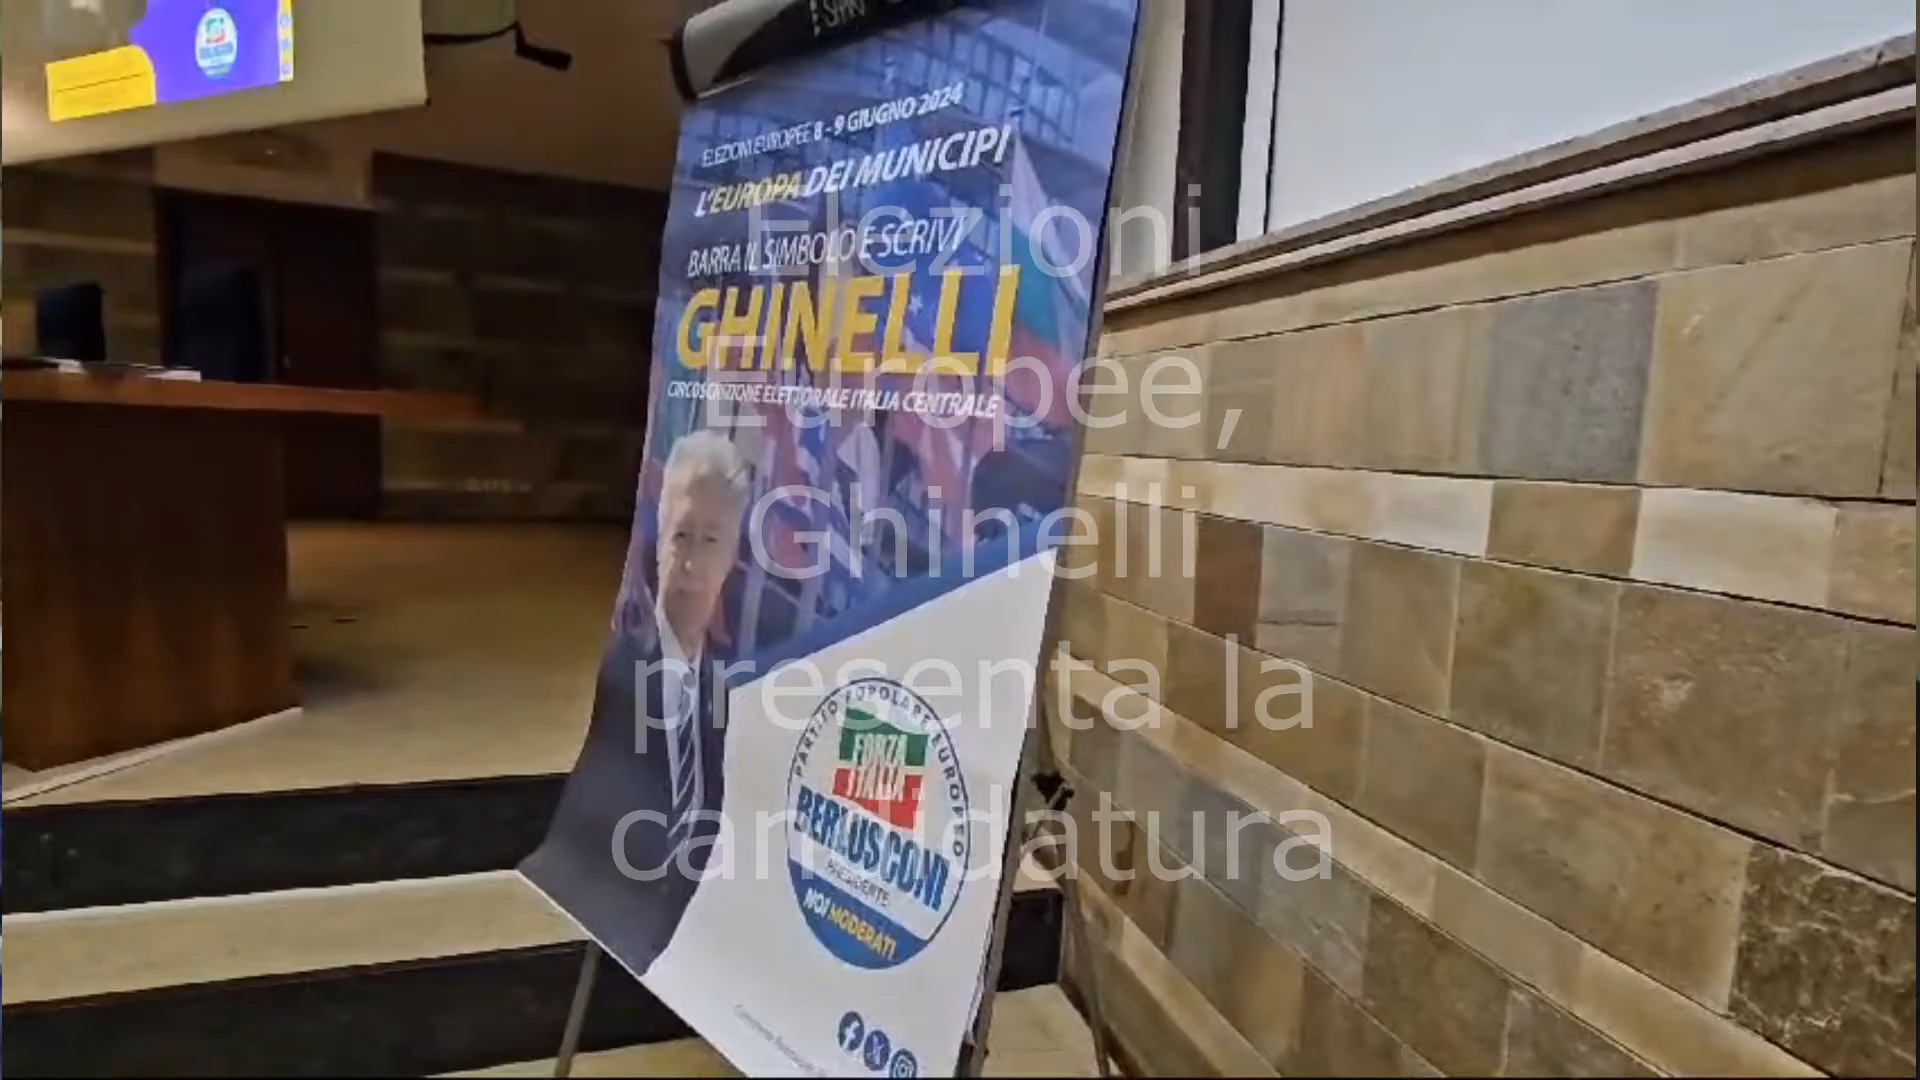 ELEZIONI EUROPEE 8 - 9 GIUGNO 2024
L'EUROPA DEI MUNICIPI
BARRA IL SIMBOLO E SCRIVI
GHINELLI
CIRCOSCRIZIONE ELETTORALE ITALIA CENTRALE
PARTITO POPOLARE EUROPEO
FORZA
ITALIA
BERLUSCONI
PRESIDENTE
NOI MODERATI
Elezioni
Europee,
Ghinelli
presenta la
candidatura